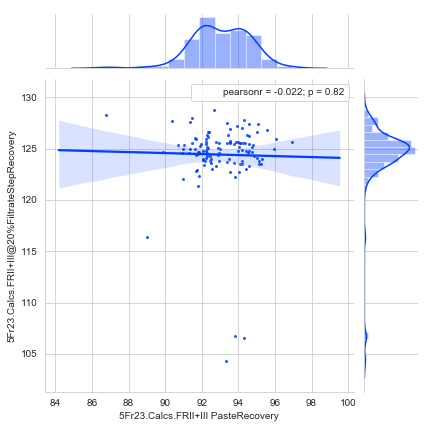 pearsonr = -0.022; p = 0.82
130
125
120
115
110
105
5Fr23.Calcs.FRII+III@20%FiltrateStepRecovery
84 86 88 90 92 94 96 98 100
5Fr23.Calcs.FRII+III PasteRecovery